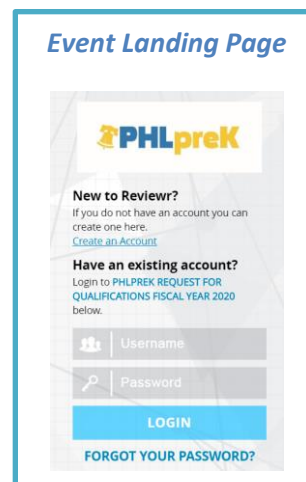 Event Landing Page
PHLpreK
New to Reviewr?
If you do not have an account you can
create one here.
Create an Account
Have an existing account?
Login to PHLPREK REQUEST FOR
QUALIFICATIONS FISCAL YEAR 2020
below.
Username
Password
LOGIN
FORGOT YOUR PASSWORD?